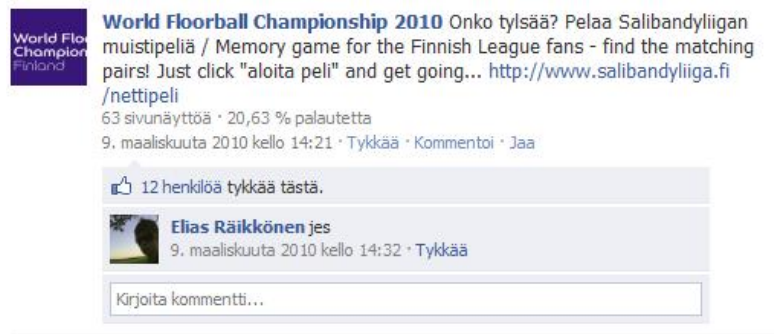 World Flo
Champion
Finland
World Floorball Championship 2010 Onko tylsää? Pelaa Salibandyliigan
muistipeliä / Memory game for the Finnish League fans - find the matching
pairs! Just click "aloita peli" and get going... http://www.salibandyliiga.fi
/nettipeli
63 sivunäyttöä · 20,63 % palautetta
9. maaliskuuta 2010 kello 14:21 · Tykkää · Kommentoi · Jaa
12 henkilöä tykkää tästä.
Elias Räikkönen jes
9. maaliskuuta 2010 kello 14:32 · Tykkää
Kirjoita kommentti...